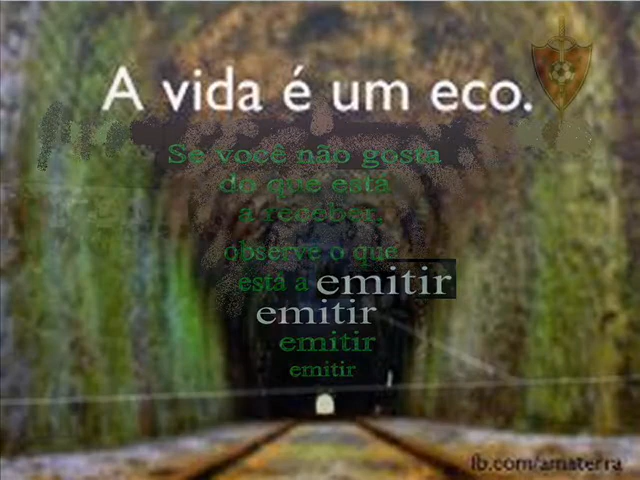 A vida é um eco.
Se você não gosta
do que está
a receber,
observe o que
está a emitir
emitir
emitir
emitir
fb.com/amaterra